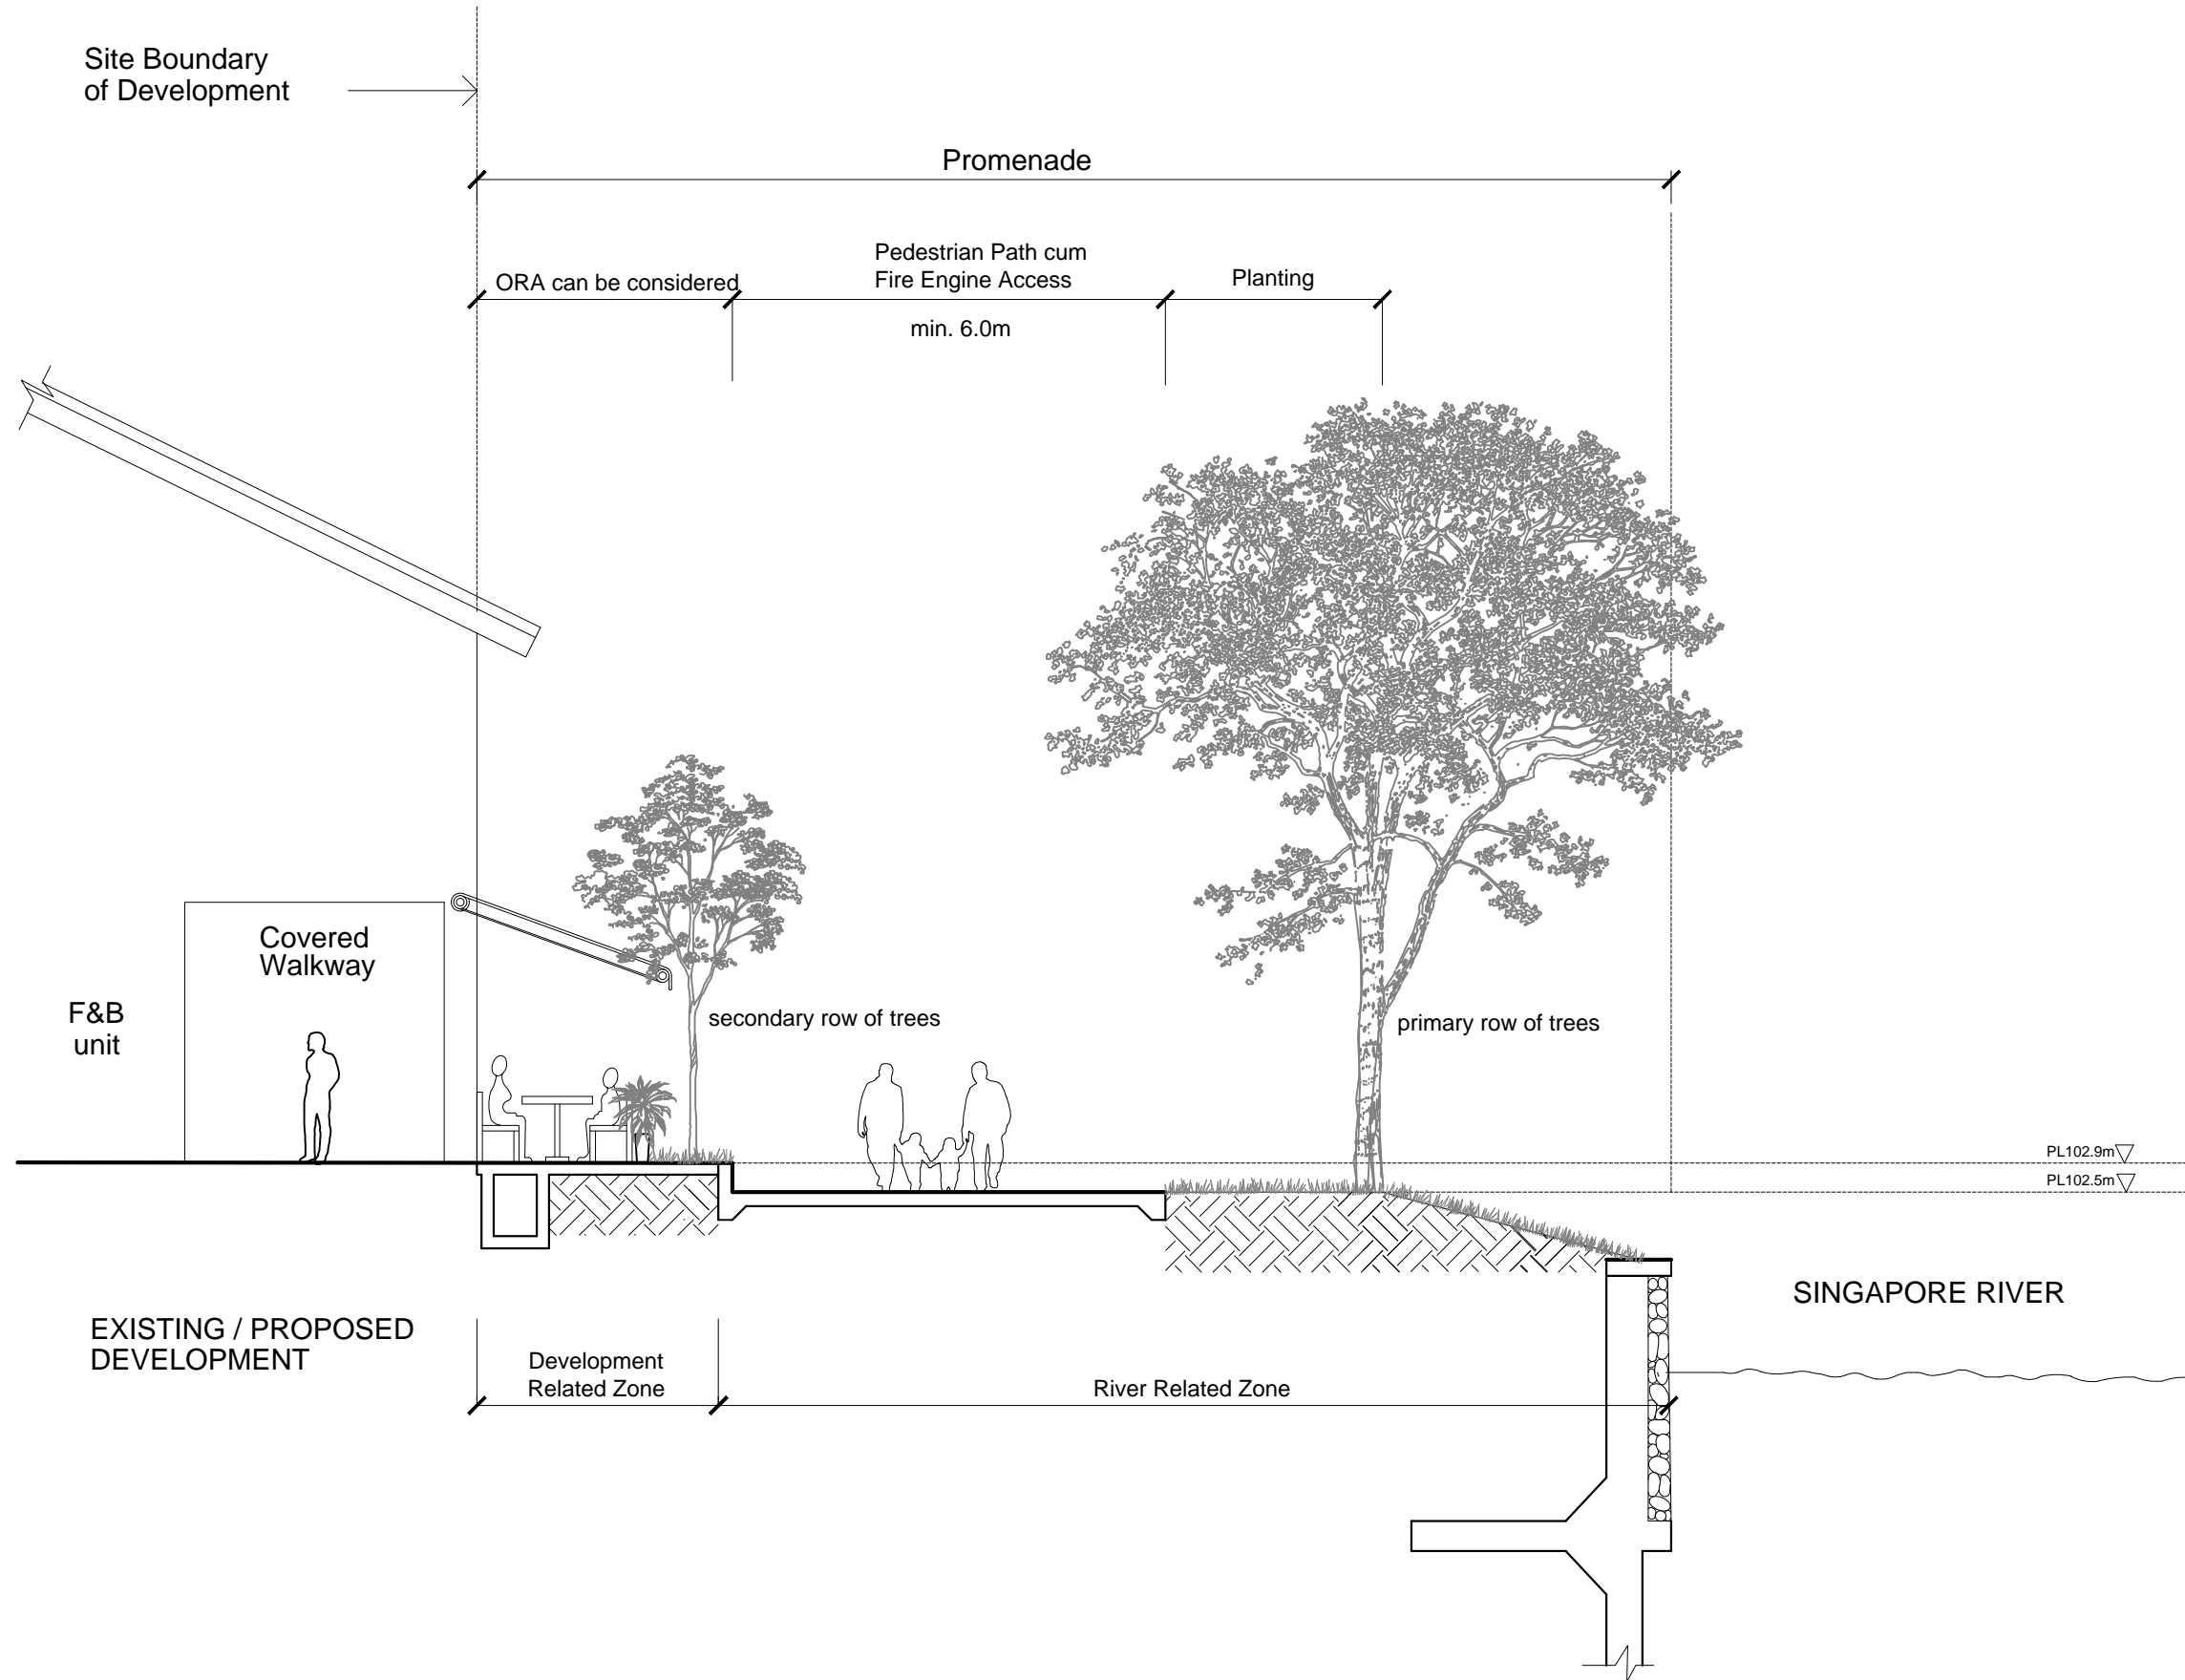 Site Boundary
of Development
Promenade
ORA can be considered
Pedestrian Path cum
Fire Engine Access
min. 6.0m
Planting
Covered
Walkway
F&B
unit
secondary row of trees
primary row of trees
PL102.9m
PL102.5m
SINGAPORE RIVER
EXISTING / PROPOSED
DEVELOPMENT
Development
Related Zone
River Related Zone